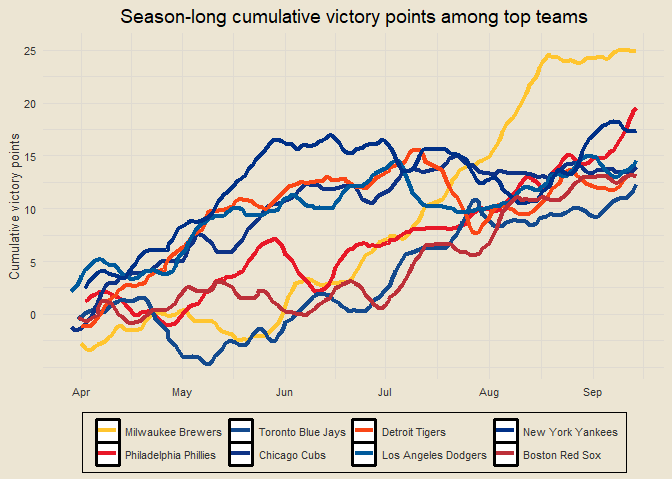 Season-long cumulative victory points among top teams
Cumulative victory points
25
20
15
10
5
0
Apr May Jun Jul Aug Sep
Milwaukee Brewers Toronto Blue Jays Detroit Tigers New York Yankees
Philadelphia Phillies Chicago Cubs Los Angeles Dodgers Boston Red Sox